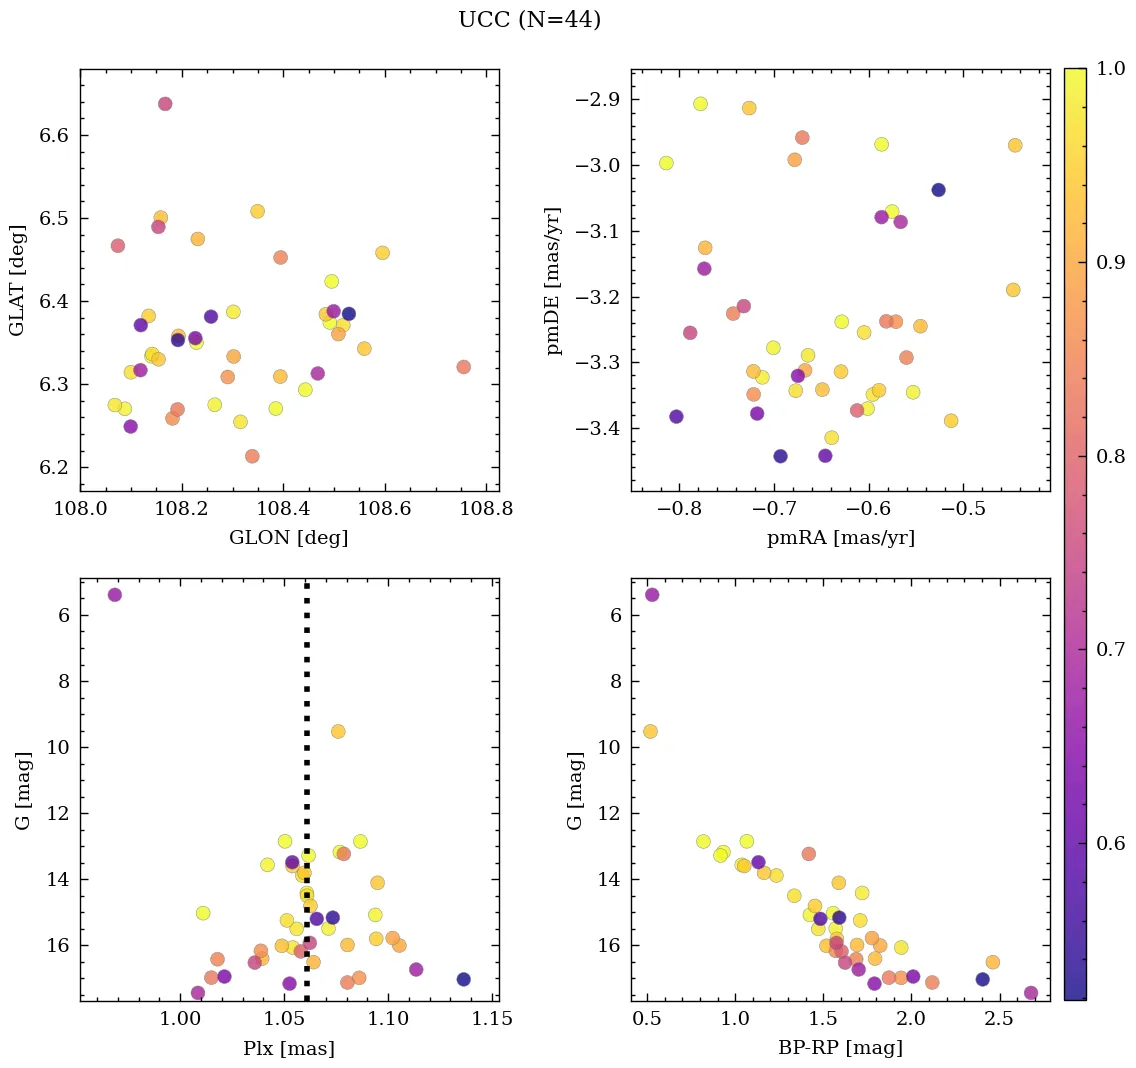 UCC (N=44)
GLAT [deg]
6.6
6.5
6.4
6.3
6.2
108.0 108.2 108.4 108.6 108.8
GLON [deg]
pmDE [mas/yr]
−2.9
−3.0
−3.1
−3.2
−3.3
−3.4
−0.8 −0.7 −0.6 −0.5
pmRA [mas/yr]
G [mag]
6
8
10
12
14
16
1.00 1.05 1.10 1.15
Plx [mas]
G [mag]
6
8
10
12
14
16
0.5 1.0 1.5 2.0 2.5
BP-RP [mag]
1.0
0.9
0.8
0.7
0.6